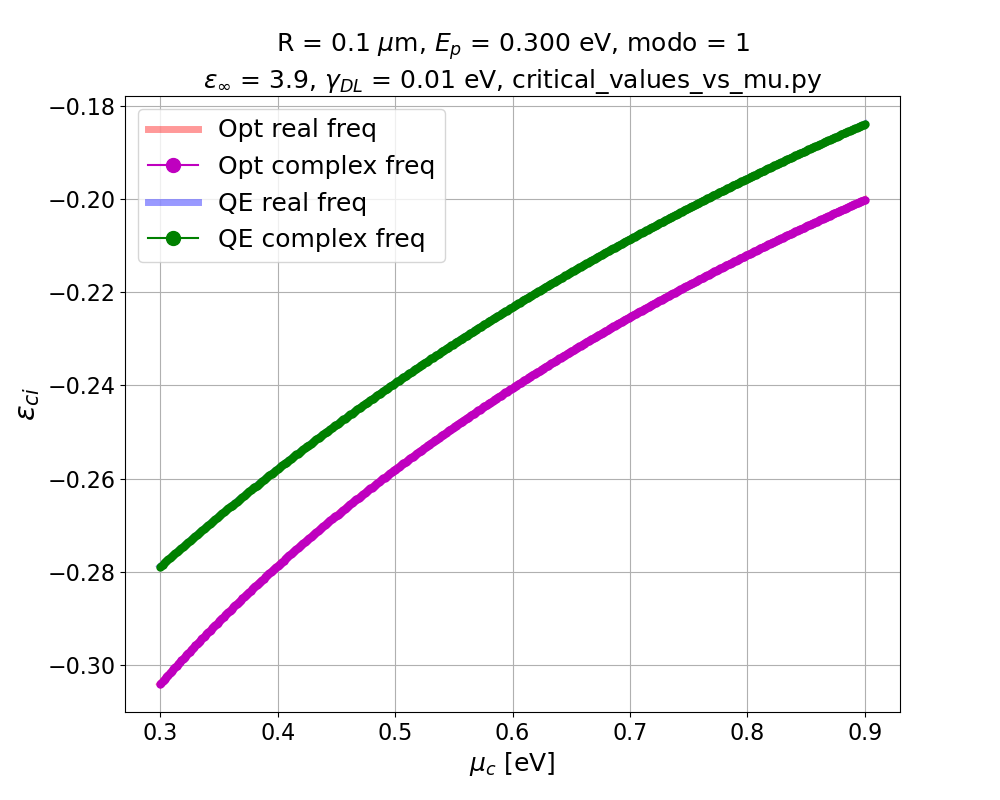 R = 0.1 μm, E_p = 0.300 eV, modo = 1
ε_∞ = 3.9, γ_DL = 0.01 eV, critical_values_vs_mu.py
Opt real freq
Opt complex freq
QE real freq
QE complex freq
ε_ci
−0.18
−0.20
−0.22
−0.24
−0.26
−0.28
−0.30
0.3 0.4 0.5 0.6 0.7 0.8 0.9
μ_c [eV]